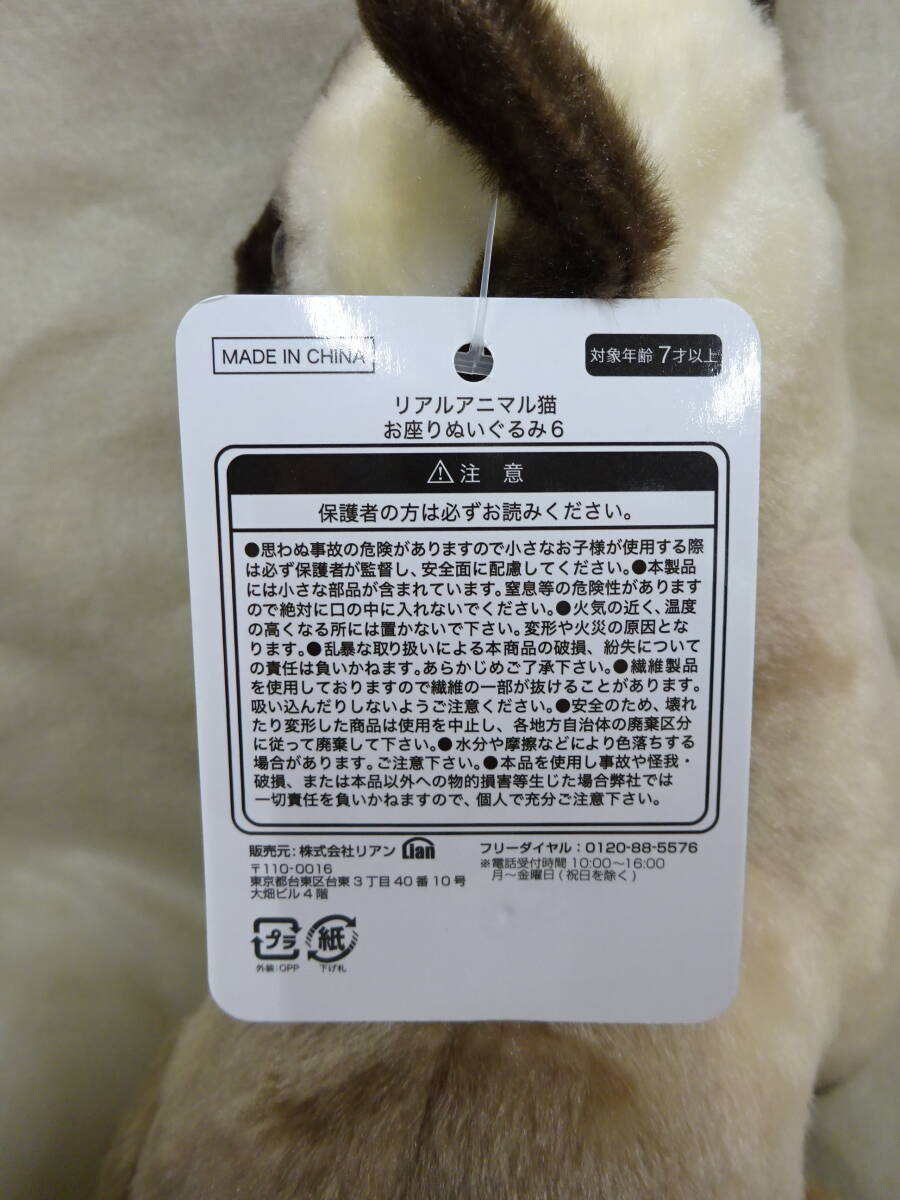 MADE IN CHINA
対象年齢 7才以上
リアルアニマル猫
お座りぬいぐるみ6
⚠注 意
保護者の方は必ずお読みください。
●思わぬ事故の危険がありますので小さなお子様が使用する際
は必ず保護者が監督し、安全面に配慮してください。●本製品
には小さな部品が含まれています。窒息等の危険性があります
ので絶対に口の中に入れないでください。●火気の近く、温度
の高くなる所には置かないで下さい。変形や火災の原因とな
ります。●乱暴な取り扱いによる本商品の破損、紛失について
の責任は負いかねます。あらかじめご了承下さい。●繊維製品
を使用しておりますので繊維の一部が抜けることがあります。
吸い込んだりしないようご注意ください。●安全のため、壊れ
たり変形した商品は使用を中止し、各地方自治体の廃棄区分
に従って廃棄して下さい。●水分や摩擦などにより色落ちする
場合があります。ご注意下さい。●本品を使用し事故や怪我・
破損、または本品以外への物的損害等生じた場合弊社では
一切責任を負いかねますので、個人で充分ご注意下さい。
販売元：株式会社リアン Lian
〒110-0016
東京都台東区台東3丁目40番10号
大畑ビル4階
フリーダイヤル：0120-88-5576
※電話受付時間 10:00～16:00
月～金曜日(祝日を除く)
プラ 紙
外装：OPP 下げ札